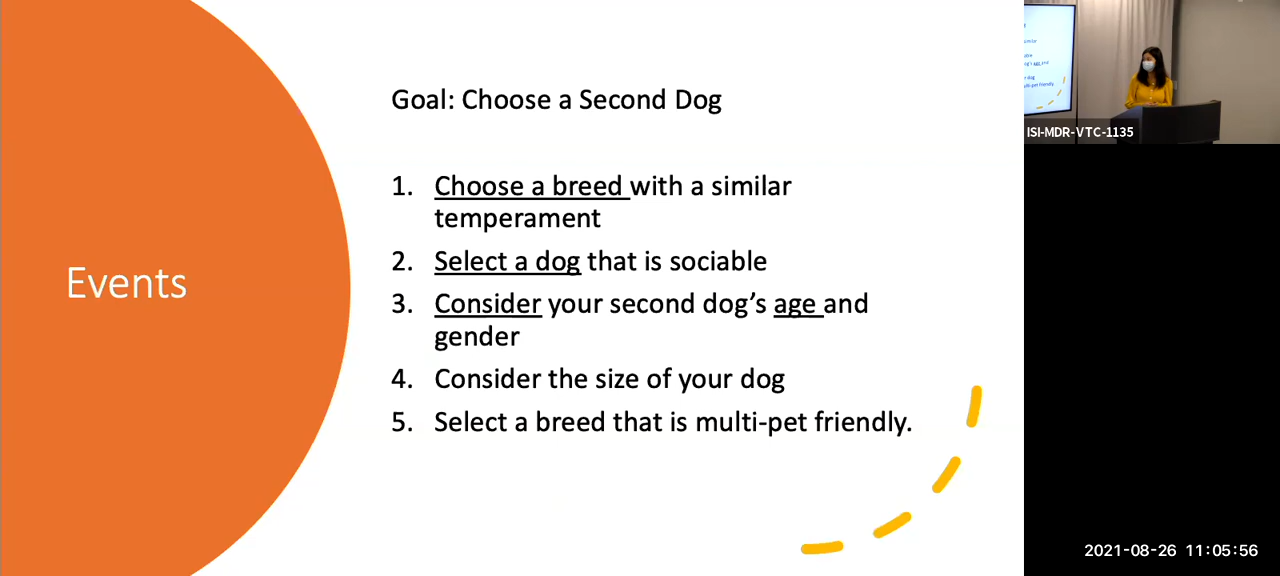 Goal: Choose a Second Dog
1. Choose a breed with a similar
temperament
2. Select a dog that is sociable
3. Consider your second dog's age and
gender
4. Consider the size of your dog
5. Select a breed that is multi-pet friendly.
Events
ISI-MDR-VTC-1135
2021-08-26 11:05:56